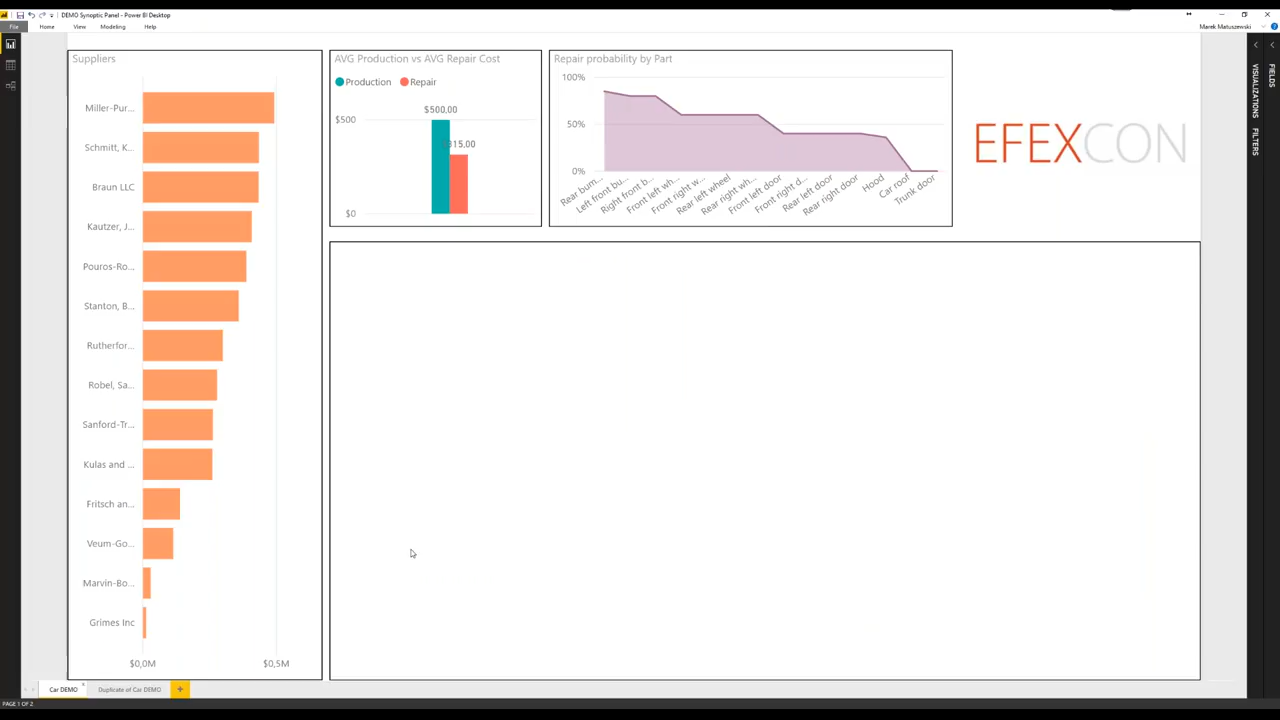 DEMO Synoptic Panel - Power BI Desktop
Marek Matuszewski
File Home View Modeling Help
Suppliers
Miller-Pur...
Schmitt, K...
Braun LLC
Kautzer, J...
Pouros-Ro...
Stanton, B...
Rutherfor...
Robel, Sa...
Sanford-Tr...
Kulas and ...
Fritsch an...
Veum-Go...
Marvin-Bo...
Grimes Inc
$0,0M $0,5M
AVG Production vs AVG Repair Cost
Production Repair
$500,00
$500
$315,00
$0
Repair probability by Part
100%
50%
0%
Rear bum...
Left front bu...
Right front b...
Front left wh...
Front right w...
Rear left wheel
Rear right wh...
Front left door
Front right d...
Rear left door
Rear right door
Hood
Car roof
Trunk door
EFEXCON
VISUALIZATIONS
FILTERS
FIELDS
Car DEMO Duplicate of Car DEMO
PAGE 1 OF 2